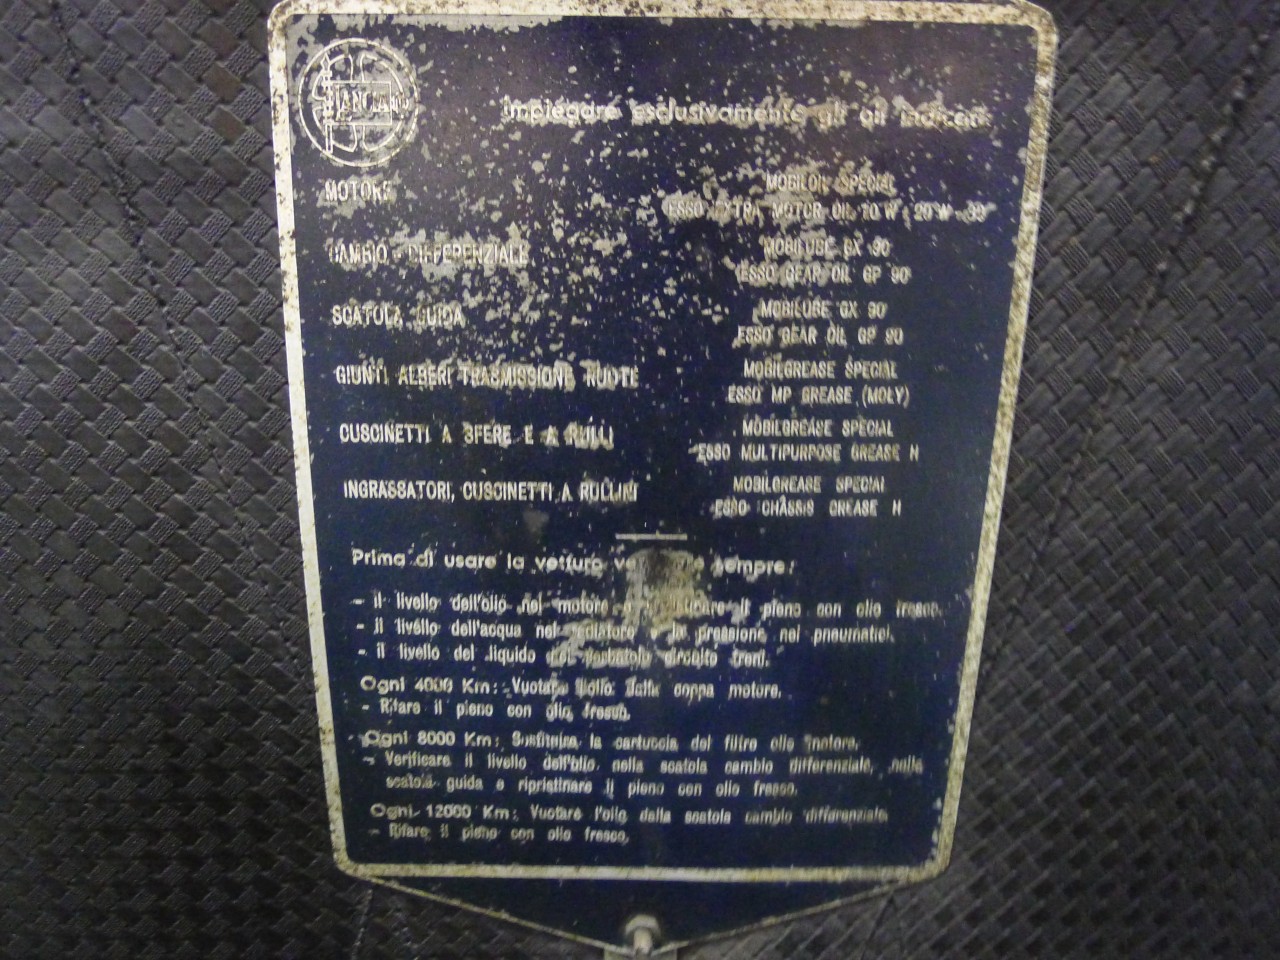 LANCIA
Impiegare esclusivamente gli oli indicati
MOTORE
MOBILOIL SPECIAL
ESSO EXTRA MOTOR OIL 10 W 20 W 30
CAMBIO - DIFFERENZIALE
MOBILUBE GX 90
ESSO GEAR OIL GP 90
SCATOLA GUIDA
MOBILUBE GX 90
ESSO GEAR OIL GP 90
GIUNTI ALBERI TRASMISSIONE RUOTE
MOBILGREASE SPECIAL
ESSO MP GREASE (MOLY)
CUSCINETTI A SFERE E A RULLI
MOBILGREASE SPECIAL
ESSO MULTIPURPOSE GREASE H
INGRASSATORI, CUSCINETTI A RULLINI
MOBILGREASE SPECIAL
ESSO CHASSIS GREASE H
Prima di usare la vettura sempre:
- il livello dell'olio nel motore il pieno con olio fresco.
- il livello dell'acqua nel radiatore e la pressione nei pneumatici.
- il livello del liquido circuito freni.
Ogni 4000 Km: Vuotare l'olio dalla coppa motore.
- Rifare il pieno con olio fresco.
Ogni 8000 Km: Sostituire la cartuccia del filtro olio motore.
- Verificare il livello dell'olio nella scatola cambio differenziale, nella
scatola guida e ripristinare il pieno con olio fresco.
Ogni 12000 Km: Vuotare l'olio dalla scatola cambio differenziale.
- Rifare il pieno con olio fresco.